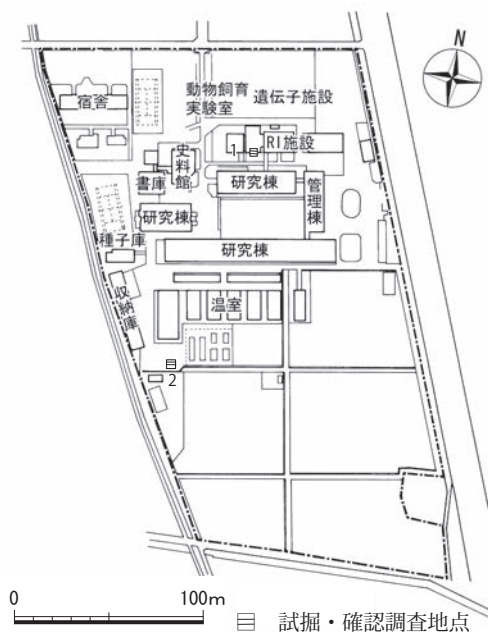 N
宿舎
動物飼育
実験室
遺伝子施設
1
RI施設
史料館
書庫
研究棟
管理棟
研究棟
種子庫
研究棟
収納庫
温室
2
0
100m
試掘・確認調査地点